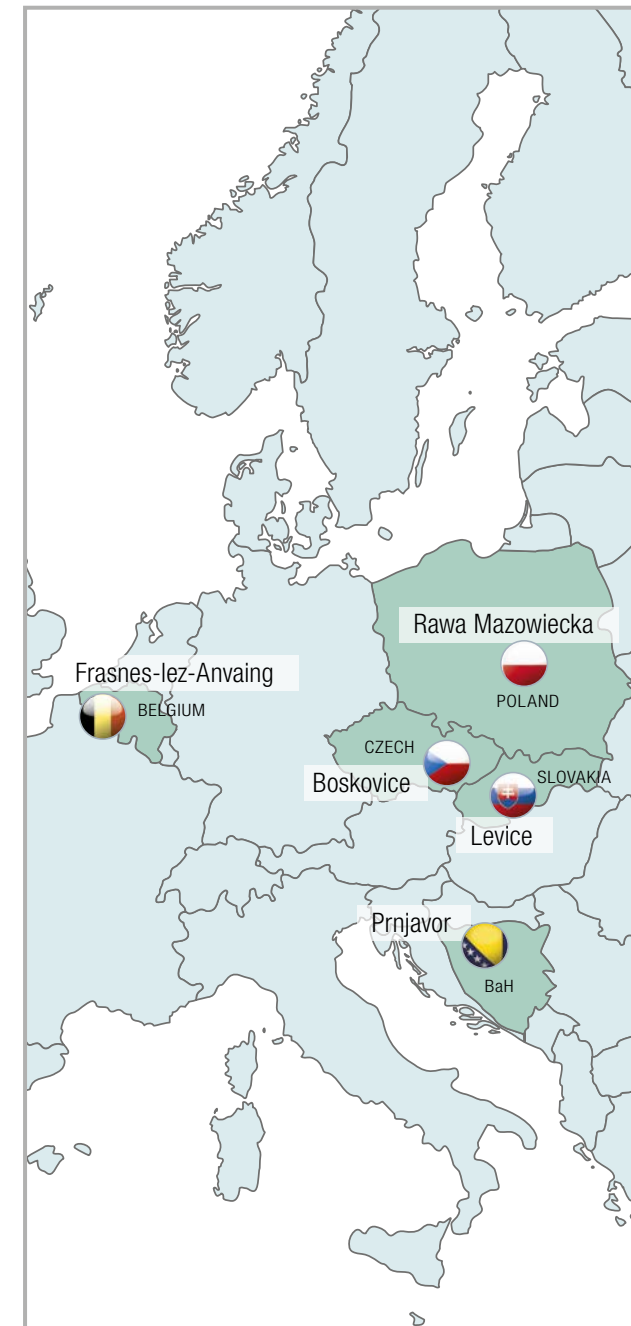 Rawa Mazowiecka
POLAND
Frasnes-lez-Anvaing
BELGIUM
CZECH
Boskovice
SLOVAKIA
Levice
Prnjavor
BaH